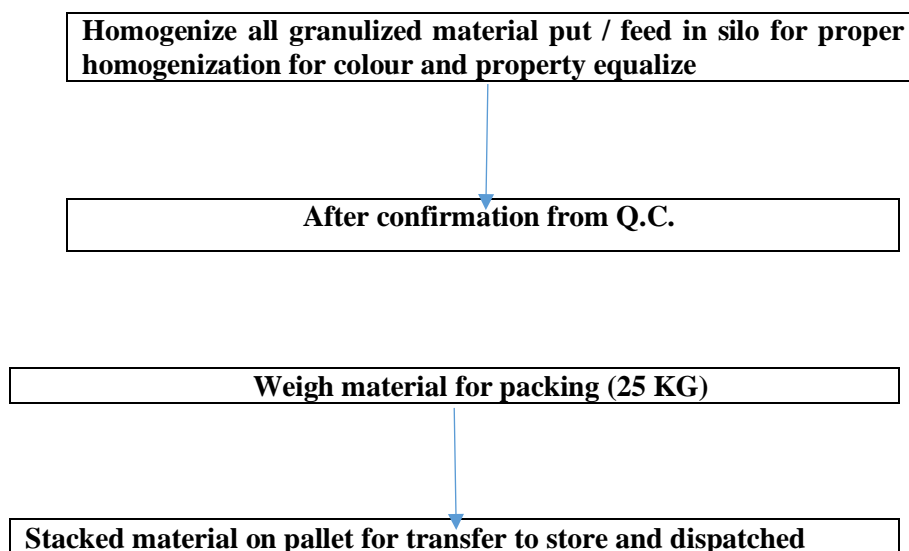 Homogenize all granulized material put / feed in silo for proper
homogenization for colour and property equalize
After confirmation from Q.C.
Weigh material for packing (25 KG)
Stacked material on pallet for transfer to store and dispatched